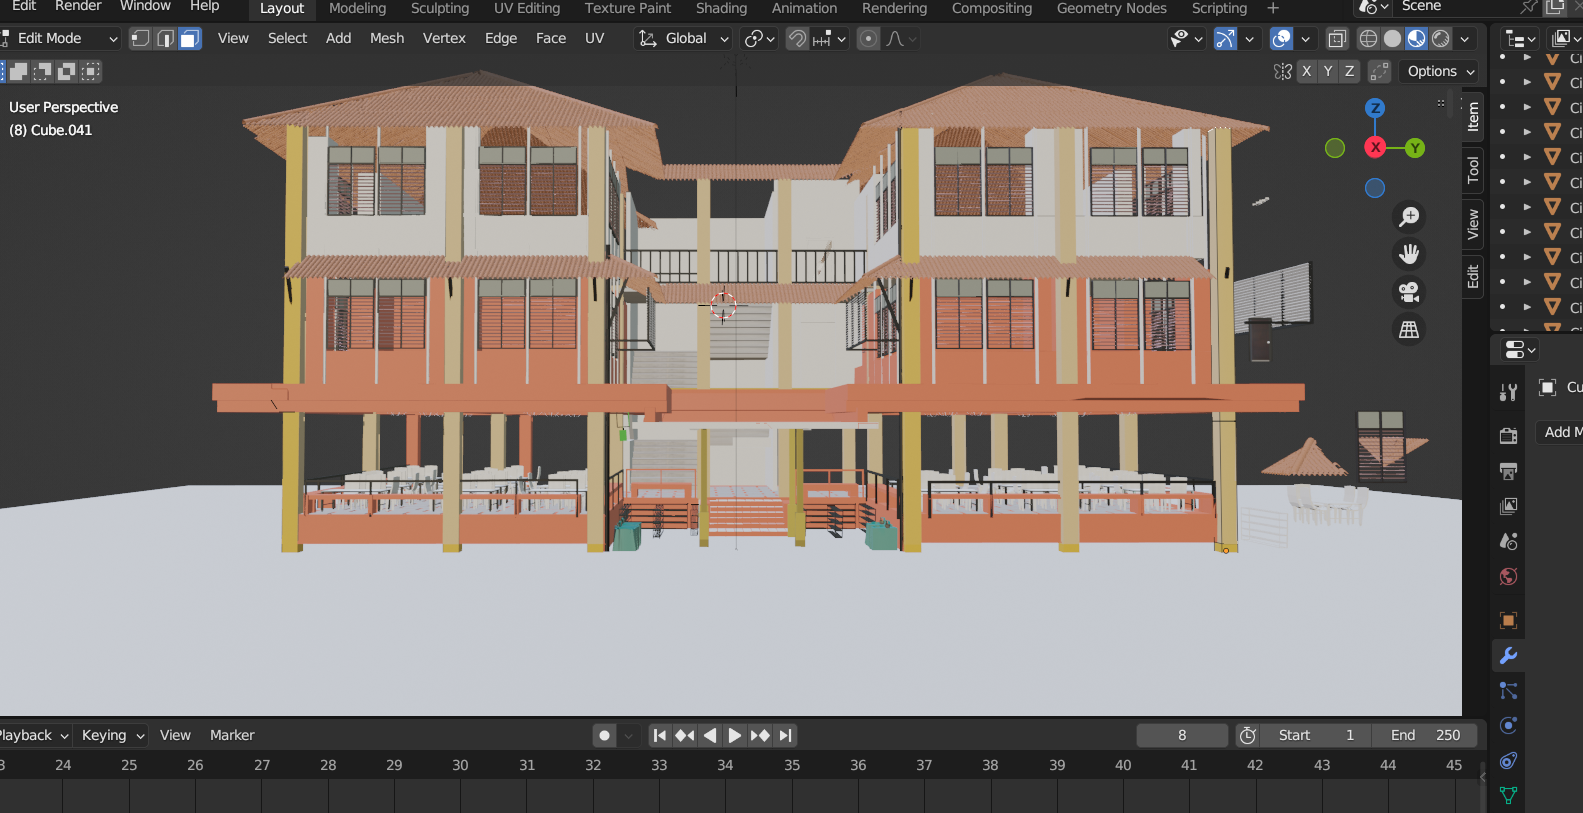 Edit Render Window Help Layout Modeling Sculpting UV Editing Texture Paint Shading Animation Rendering Compositing Geometry Nodes Scripting + Scene
Edit Mode View Select Add Mesh Vertex Edge Face UV Global
X Y Z Options
User Perspective
(8) Cube.041
Z
X
Y
Item
Tool
View
Edit
Ci
Ci
Ci
Ci
Ci
Ci
Ci
Ci
Ci
Ci
Ci
Cu
Add M
Playback Keying View Marker 8 Start 1 End 250
3 24 25 26 27 28 29 30 31 32 33 34 35 36 37 38 39 40 41 42 43 44 45